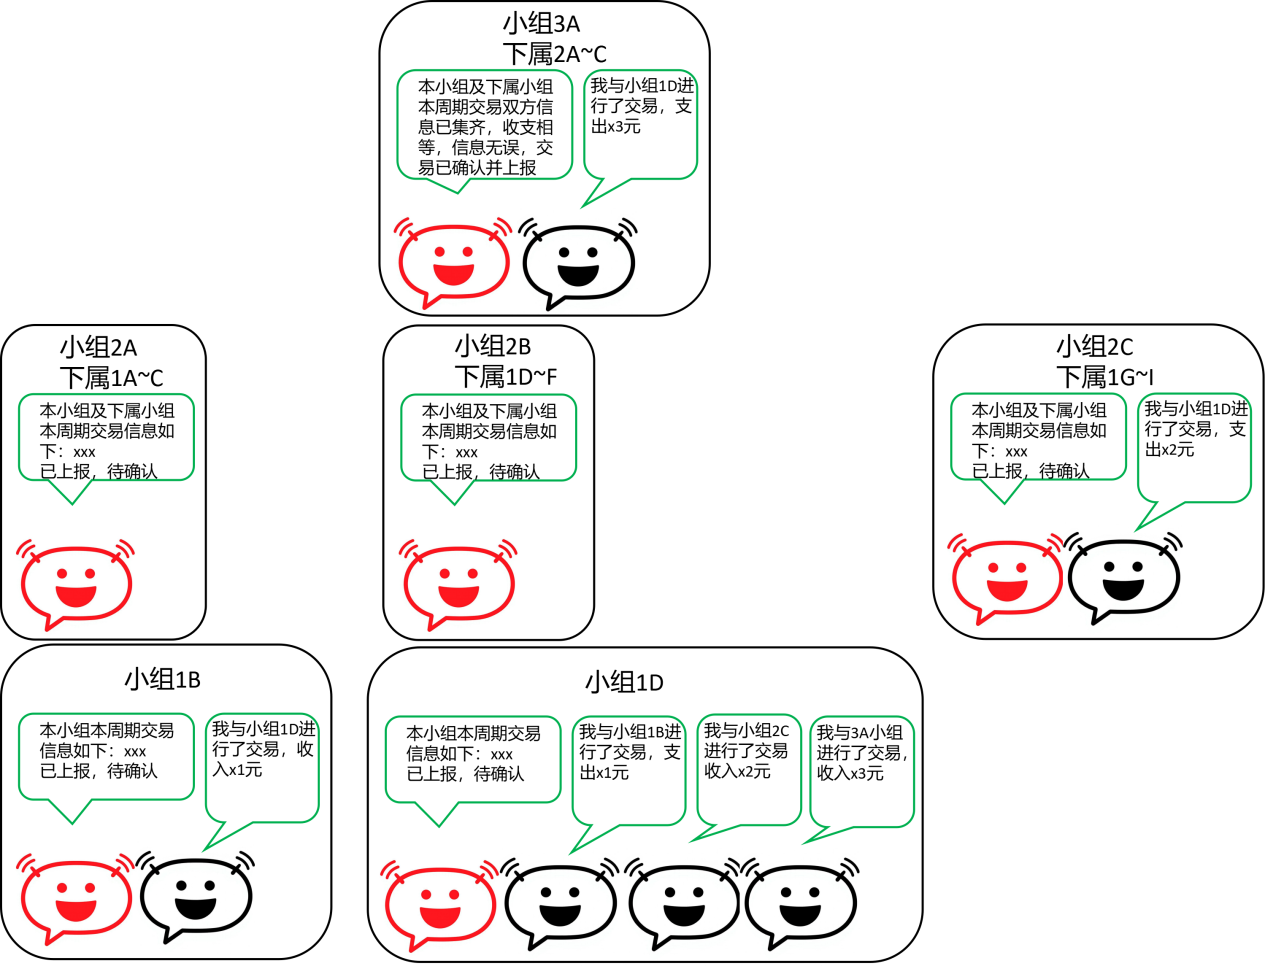 小组3A
下属2A~C
本小组及下属小组
本周期交易双方信
息已集齐，收支相
等，信息无误，交
易已确认并上报
我与小组1D进
行了交易，支
出x3元
小组2A
下属1A~C
本小组及下属小组
本周期交易信息如
下：xxx
已上报，待确认
小组2B
下属1D~F
本小组及下属小组
本周期交易信息如
下：xxx
已上报，待确认
小组2C
下属1G~I
本小组及下属小组
本周期交易信息如
下：xxx
已上报，待确认
我与小组1D进
行了交易，支
出x2元
小组1B
本小组本周期交易
信息如下：xxx
已上报，待确认
我与小组1D进
行了交易，收
入x1元
小组1D
本小组本周期交易
信息如下：xxx
已上报，待确认
我与小组1B进
行了交易，支
出x1元
我与小组2C
进行了交易
收入x2元
我与3A小组
进行了交易，
收入x3元